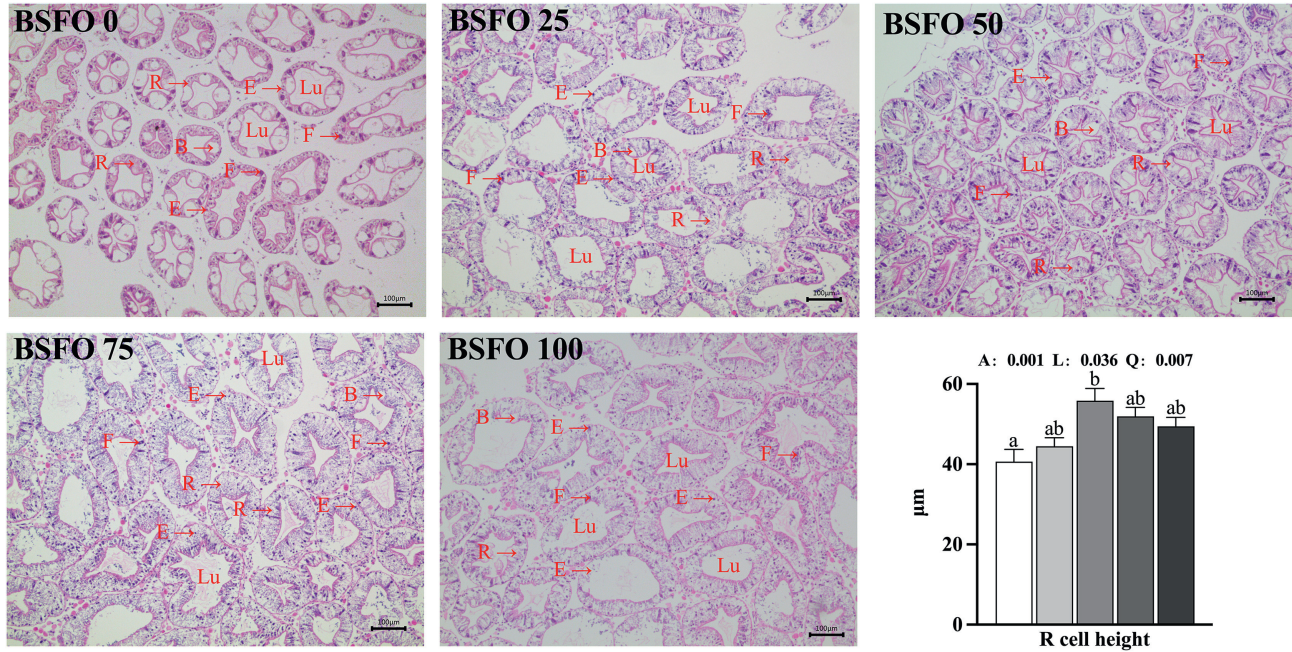 BSFO 0
R →
E →
Lu
Lu
F →
B →
R →
F →
E →
100μm
BSFO 25
E →
Lu
F →
B →
R →
Lu
F →
E →
R →
Lu
100μm
BSFO 50
F →
E →
B →
Lu
Lu
R →
F →
R →
100μm
BSFO 75
Lu
E →
B →
F →
F →
R →
R →
E →
E →
Lu
100μm
BSFO 100
B →
E →
Lu
F →
F →
E →
Lu
R →
E →
Lu
100μm
A: 0.001 L: 0.036 Q: 0.007
60
40
20
0
μm
a
ab
b
ab
ab
R cell height